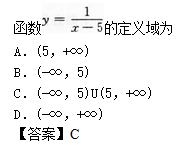 函数y=1/(x-5)的定义域为
A. (5, +∞)
B. (-∞, 5)
C. (-∞, 5)U(5, +∞)
D. (-∞, +∞)
【答案】C